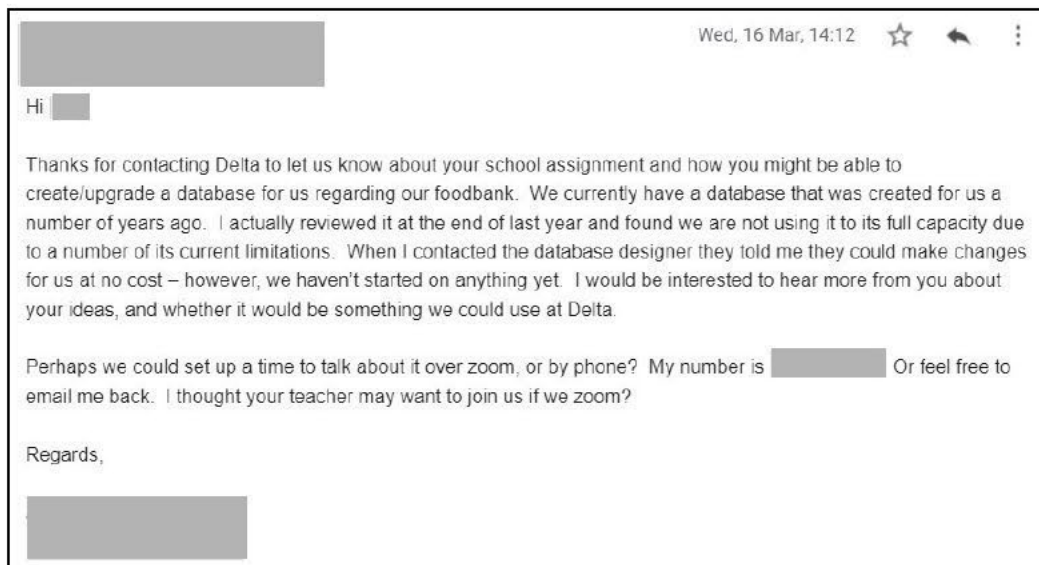 Wed, 16 Mar, 14:12
Hi
Thanks for contacting Delta to let us know about your school assignment and how you might be able to
create/upgrade a database for us regarding our foodbank.  We currently have a database that was created for us a
number of years ago.  I actually reviewed it at the end of last year and found we are not using it to its full capacity due
to a number of its current limitations.  When I contacted the database designer they told me they could make changes
for us at no cost – however, we haven't started on anything yet.  I would be interested to hear more from you about
your ideas, and whether it would be something we could use at Delta.
Perhaps we could set up a time to talk about it over zoom, or by phone?  My number is Or feel free to
email me back.  I thought your teacher may want to join us if we zoom?
Regards,